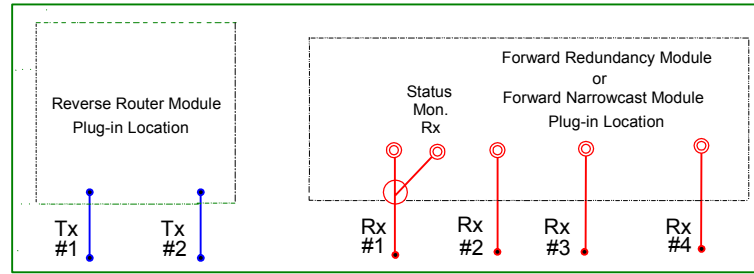 Reverse Router Module
Plug-in Location
Forward Redundancy Module
or
Forward Narrowcast Module
Plug-in Location
Status
Mon.
Rx
Tx
#1
Tx
#2
Rx
#1
Rx
#2
Rx
#3
Rx
#4